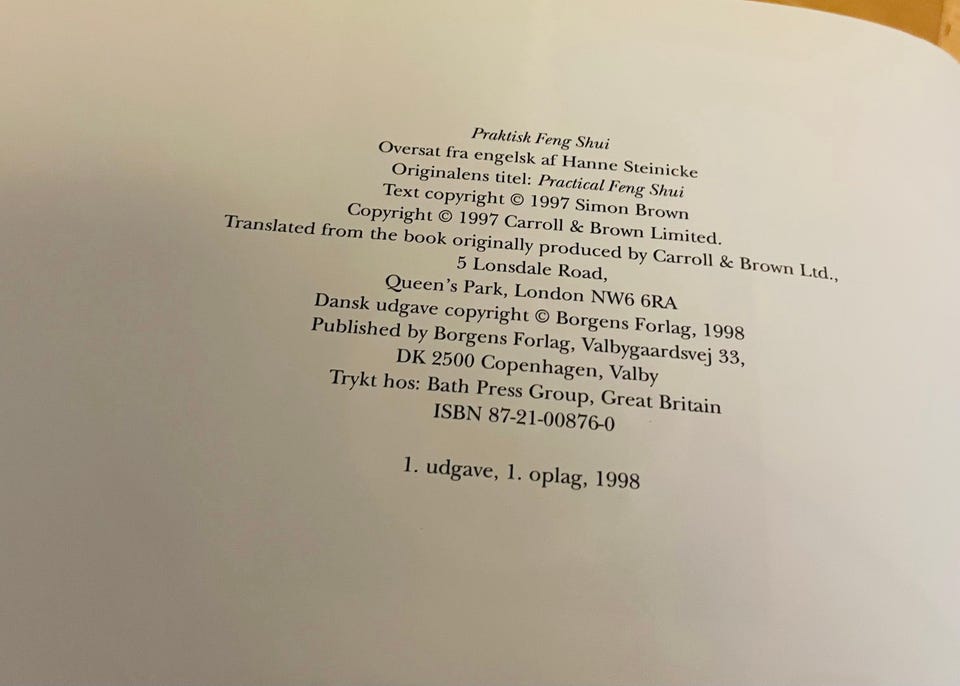 Praktisk Feng Shui
Oversat fra engelsk af Hanne Steinicke
Originalens titel: Practical Feng Shui
Text copyright © 1997 Simon Brown
Copyright © 1997 Carroll & Brown Limited.
Translated from the book originally produced by Carroll & Brown Ltd.,
5 Lonsdale Road,
Queen's Park, London NW6 6RA
Dansk udgave copyright © Borgens Forlag, 1998
Published by Borgens Forlag, Valbygaardsvej 33,
DK 2500 Copenhagen, Valby
Trykt hos: Bath Press Group, Great Britain
ISBN 87-21-00876-0
1. udgave, 1. oplag, 1998